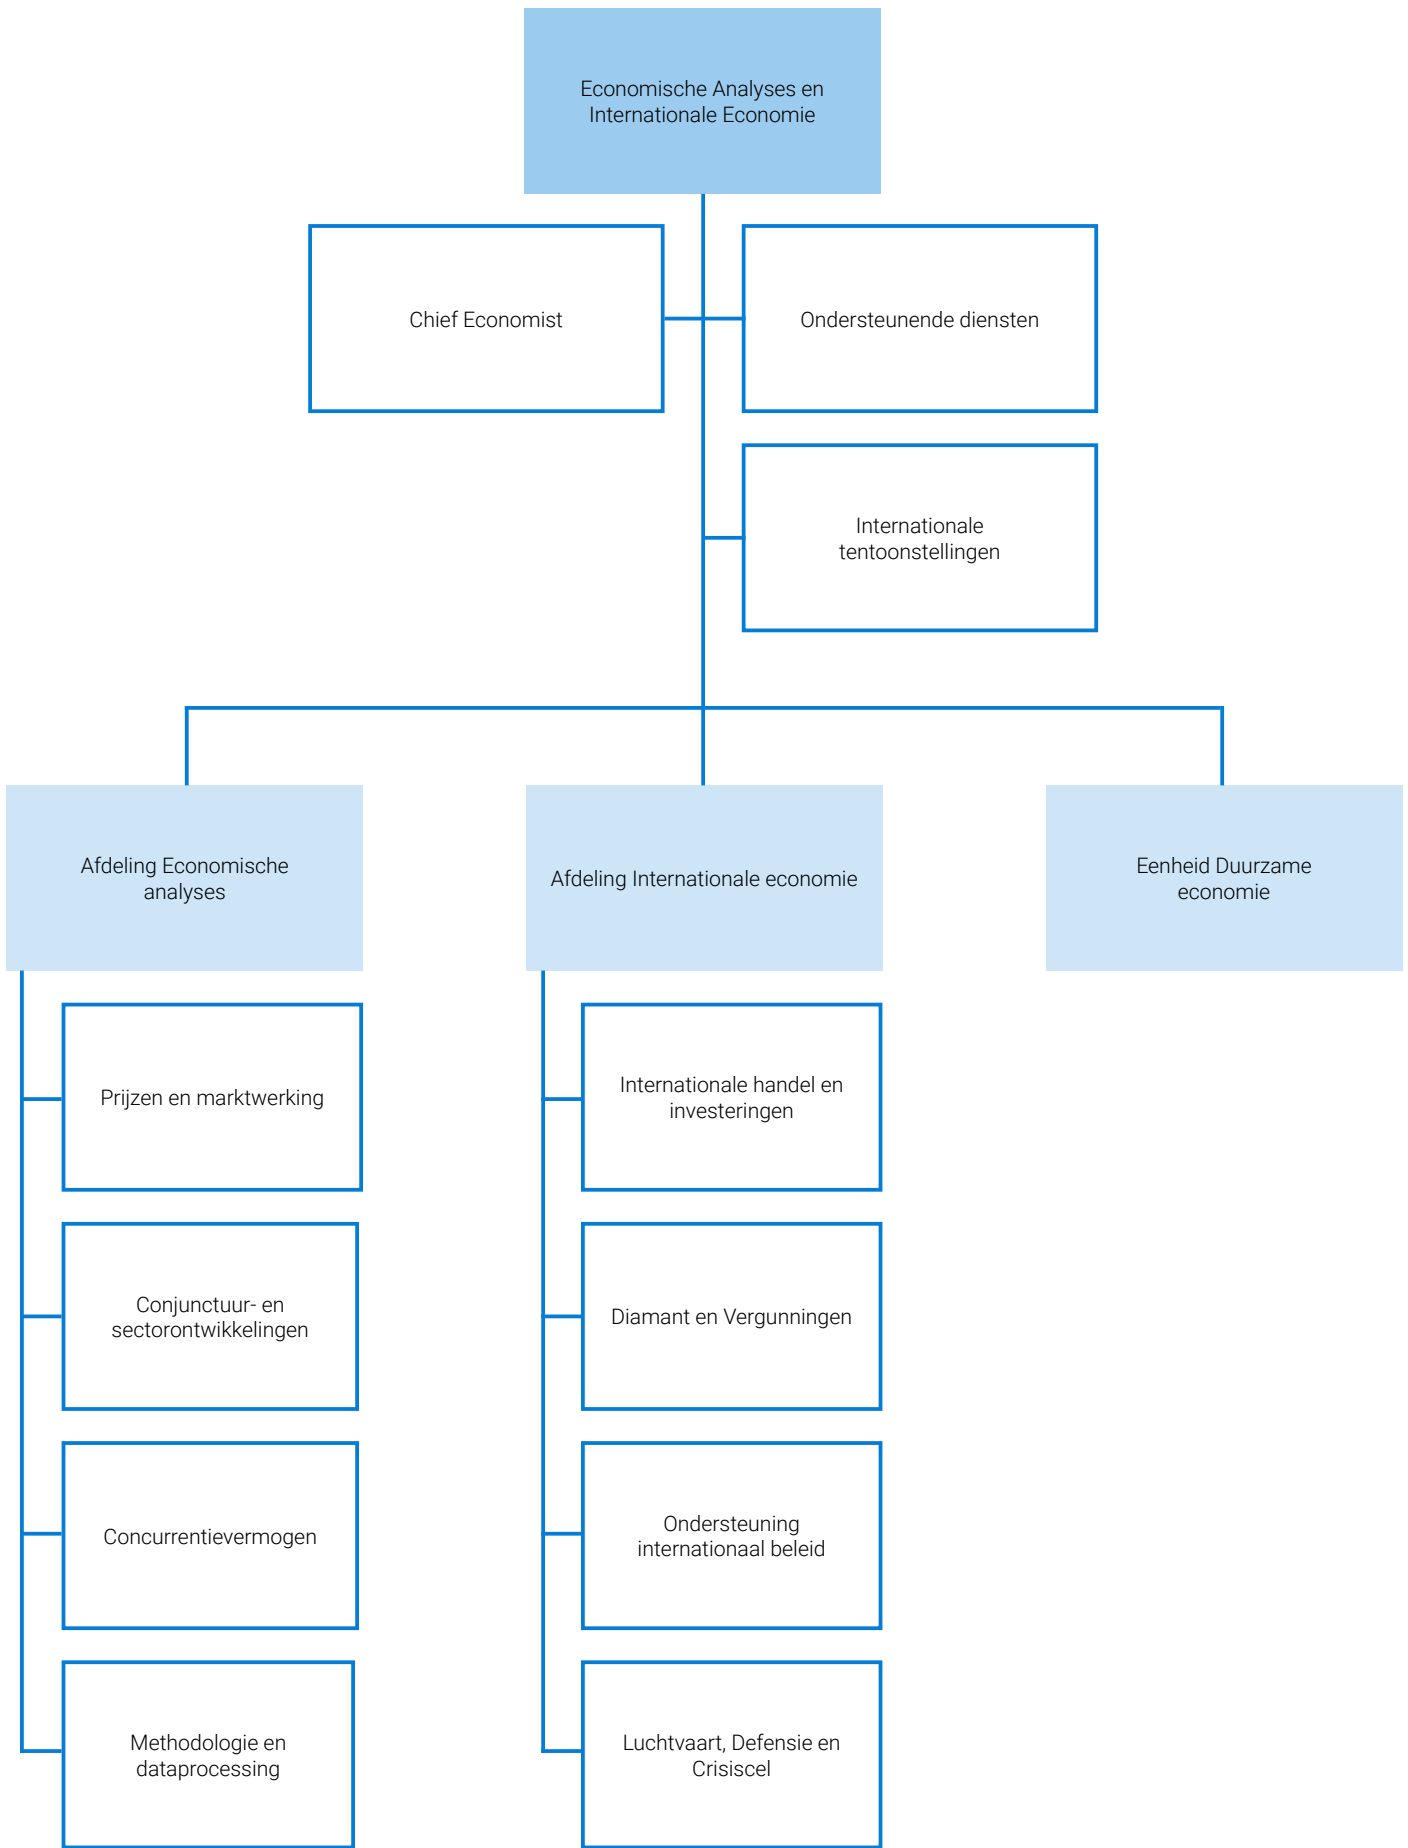 Economische Analyses en
Internationale Economie
Chief Economist
Ondersteunende diensten
Internationale
tentoonstellingen
Afdeling Economische
analyses
Afdeling Internationale economie
Eenheid Duurzame
economie
Prijzen en marktwerking
Internationale handel en
investeringen
Conjunctuur- en
sectorontwikkelingen
Diamant en Vergunningen
Concurrentievermogen
Ondersteuning
internationaal beleid
Methodologie en
dataprocessing
Luchtvaart, Defensie en
Crisiscel